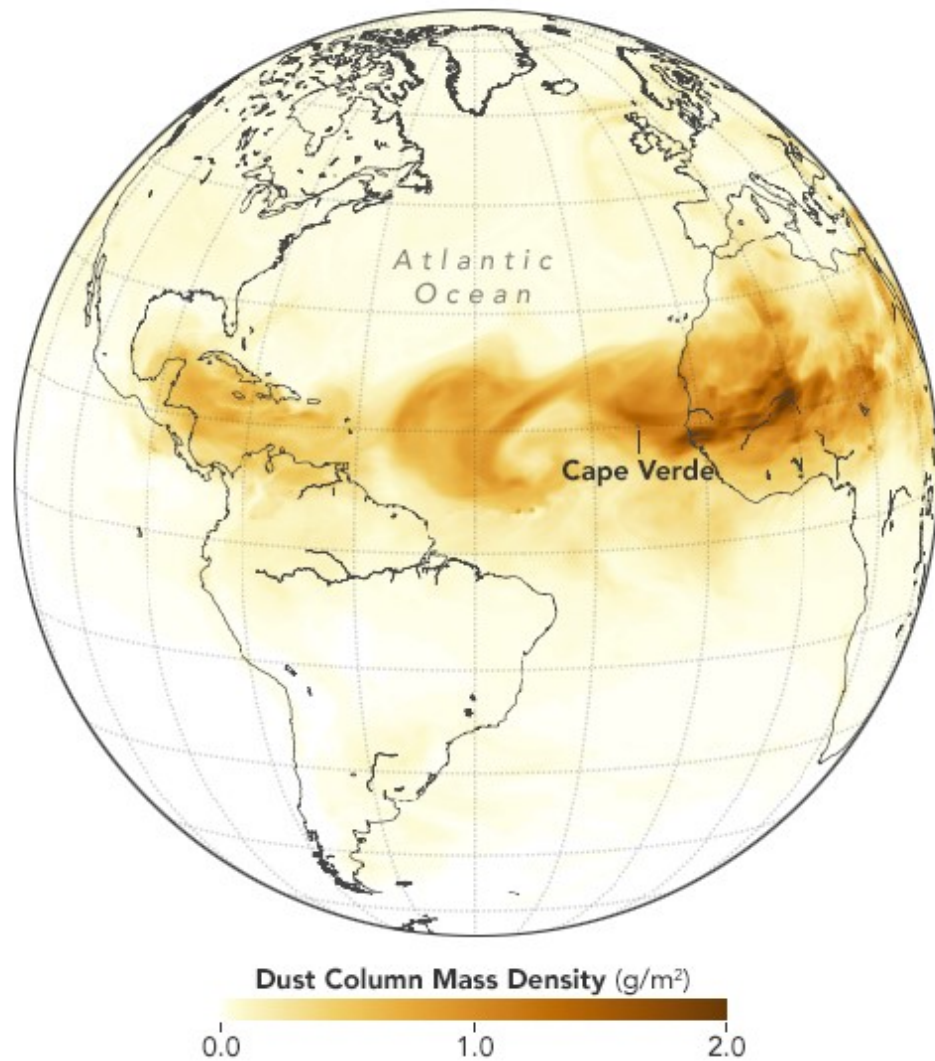 Atlantic
Ocean
Cape Verde
Dust Column Mass Density (g/m²)
0.0 1.0 2.0